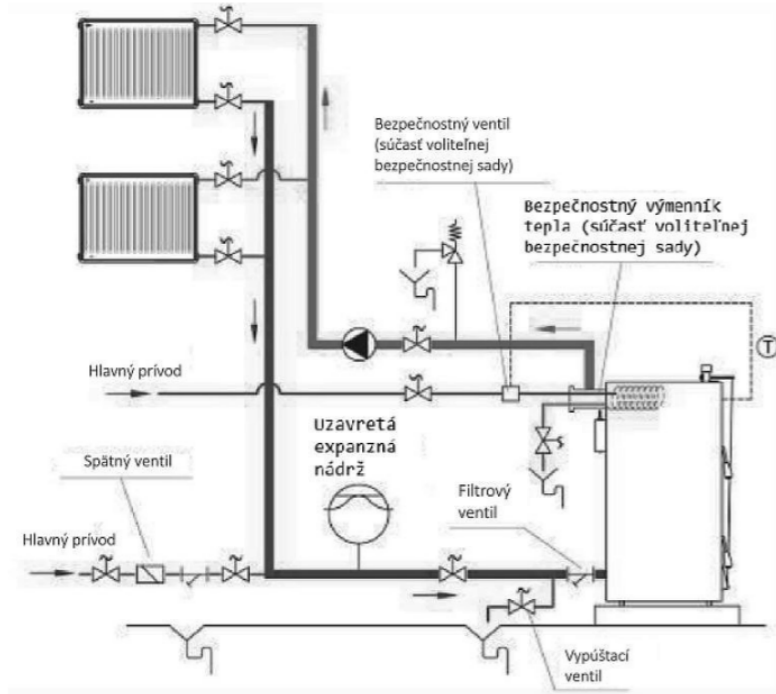 Bezpečnostný ventil
(súčasť voliteľnej
bezpečnostnej sady)
Bezpečnostný výmenník
tepla (súčasť voliteľnej
bezpečnostnej sady)
T
Hlavný prívod
Uzavretá
expanzná
nádrž
Spätný ventil
Filtrový
ventil
Hlavný prívod
Vypúštací
ventil